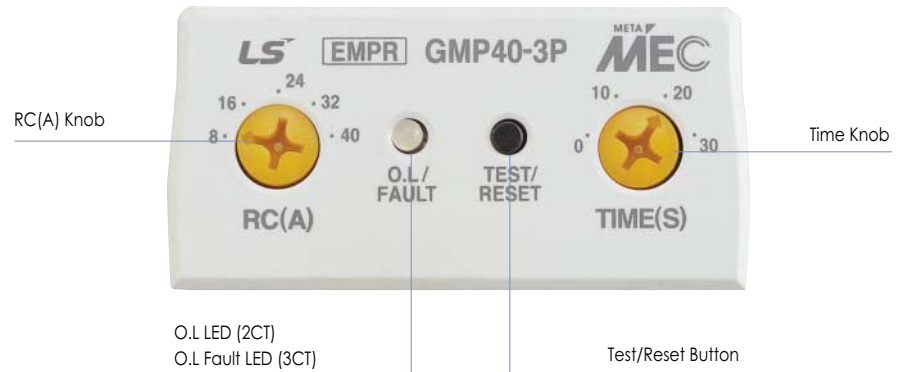 META
LS EMPR GMP40-3P MEC
8 16 24 32 40
0 10 20 30
RC(A) Knob
Time Knob
O.L/
FAULT
TEST/
RESET
RC(A)
TIME(S)
O.L LED (2CT)
O.L Fault LED (3CT)
Test/Reset Button